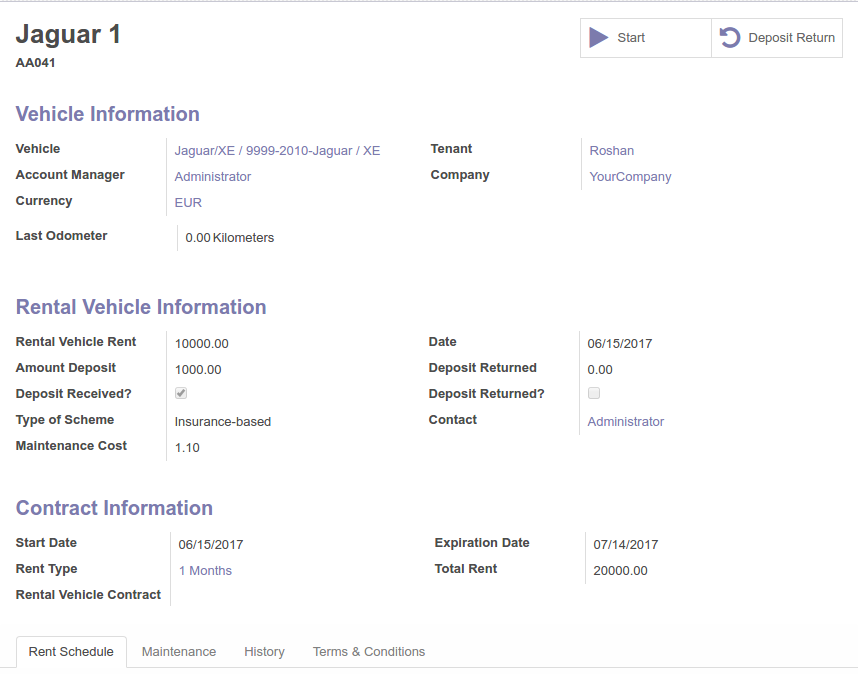 Jaguar 1
Start
Deposit Return
AA041
Vehicle Information
Vehicle Jaguar/XE / 9999-2010-Jaguar / XE Tenant Roshan
Account Manager Administrator Company YourCompany
Currency EUR
Last Odometer 0.00 Kilometers
Rental Vehicle Information
Rental Vehicle Rent 10000.00 Date 06/15/2017
Amount Deposit 1000.00 Deposit Returned 0.00
Deposit Received? Deposit Returned?
Type of Scheme Insurance-based Contact Administrator
Maintenance Cost 1.10
Contract Information
Start Date 06/15/2017 Expiration Date 07/14/2017
Rent Type 1 Months Total Rent 20000.00
Rental Vehicle Contract
Rent Schedule Maintenance History Terms & Conditions